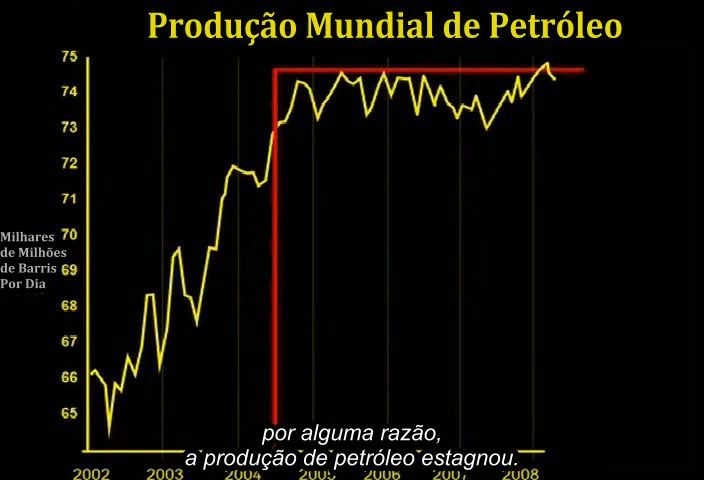 Produção Mundial de Petróleo
75
74
73
72
71
70
69
68
67
66
65
Milhares
de Milhões
de Barris
Por Dia
por alguma razão,
a produção de petróleo estagnou.
2002 2003 2004 2005 2006 2007 2008